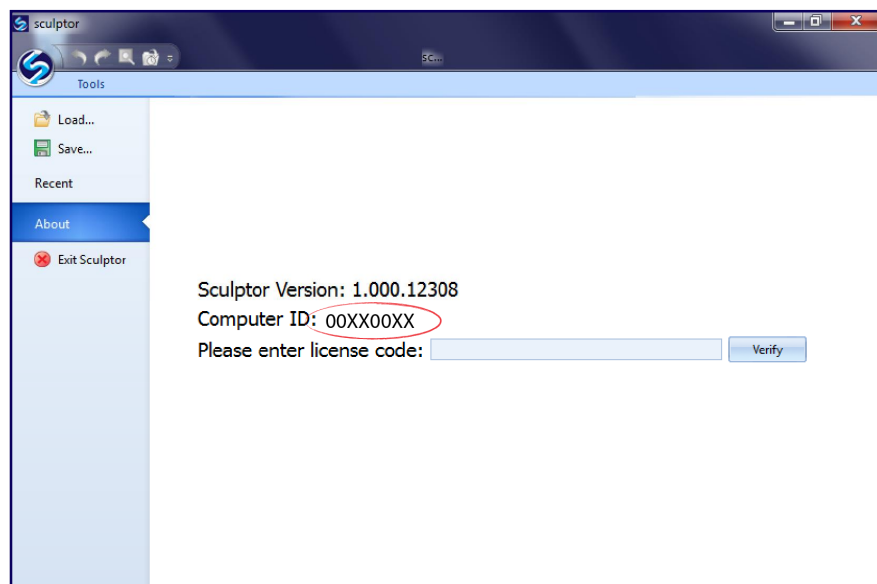 sculptor
sc...
Tools
Load...
Save...
Recent
About
Exit Sculptor
Sculptor Version: 1.000.12308
Computer ID: 00XX00XX
Please enter license code:
Verify